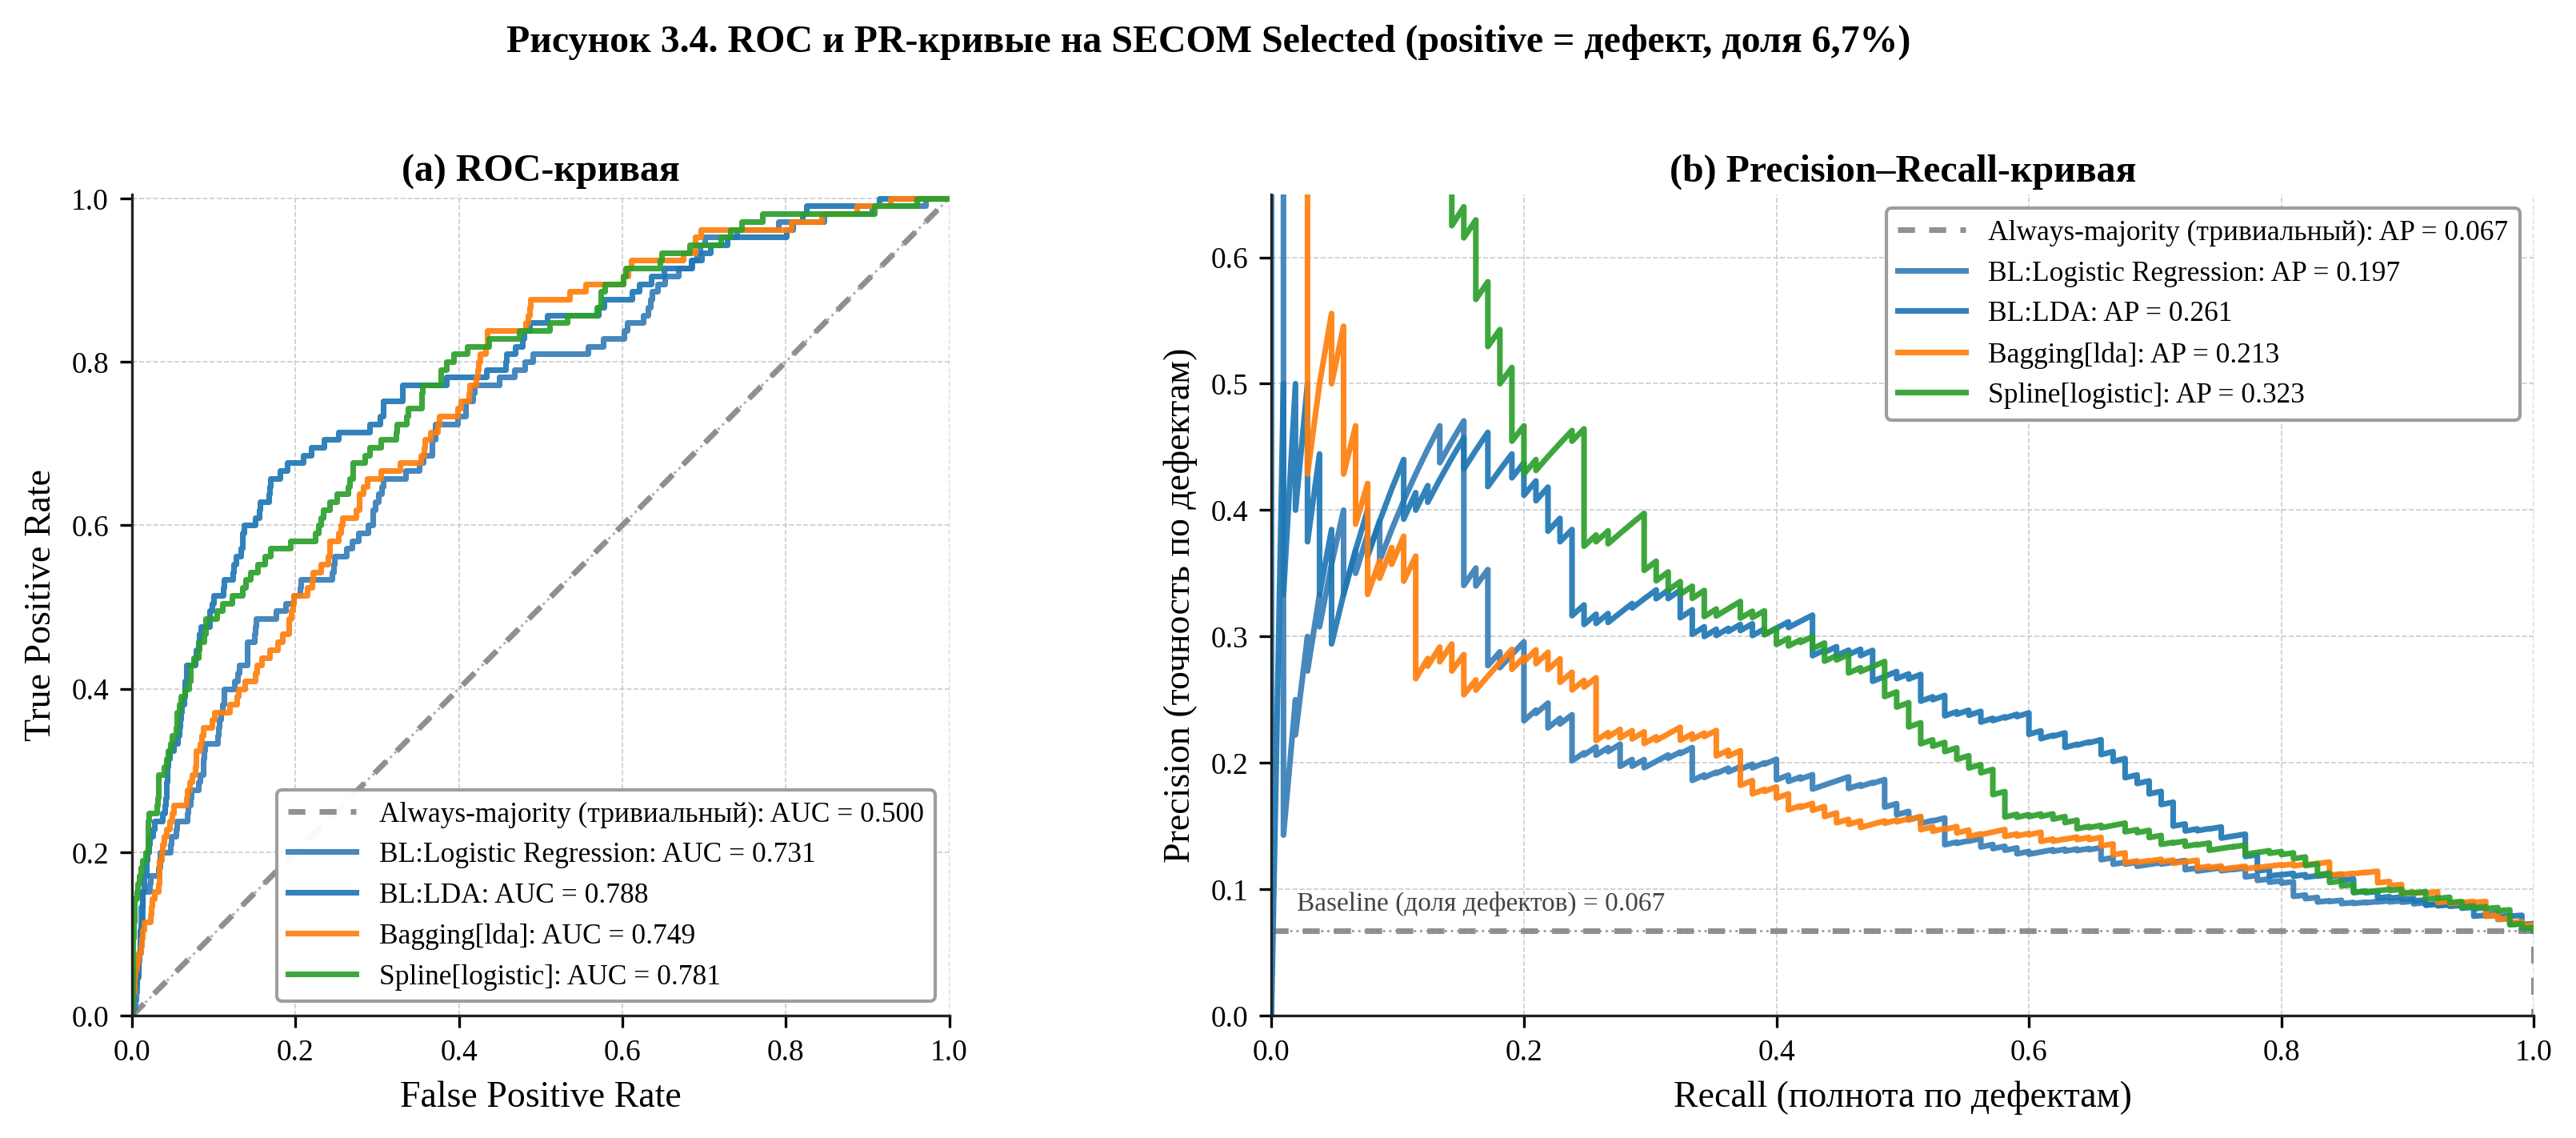 Рисунок 3.4. ROC и PR-кривые на SECOM Selected (positive = дефект, доля 6,7%)
(a) ROC-кривая
True Positive Rate
1.0
0.8
0.6
0.4
0.2
0.0
0.0 0.2 0.4 0.6 0.8 1.0
False Positive Rate
Always-majority (тривиальный): AUC = 0.500
BL:Logistic Regression: AUC = 0.731
BL:LDA: AUC = 0.788
Bagging[lda]: AUC = 0.749
Spline[logistic]: AUC = 0.781
(b) Precision–Recall-кривая
Precision (точность по дефектам)
0.6
0.5
0.4
0.3
0.2
0.1
0.0
0.0 0.2 0.4 0.6 0.8 1.0
Recall (полнота по дефектам)
Always-majority (тривиальный): AP = 0.067
BL:Logistic Regression: AP = 0.197
BL:LDA: AP = 0.261
Bagging[lda]: AP = 0.213
Spline[logistic]: AP = 0.323
Baseline (доля дефектов) = 0.067